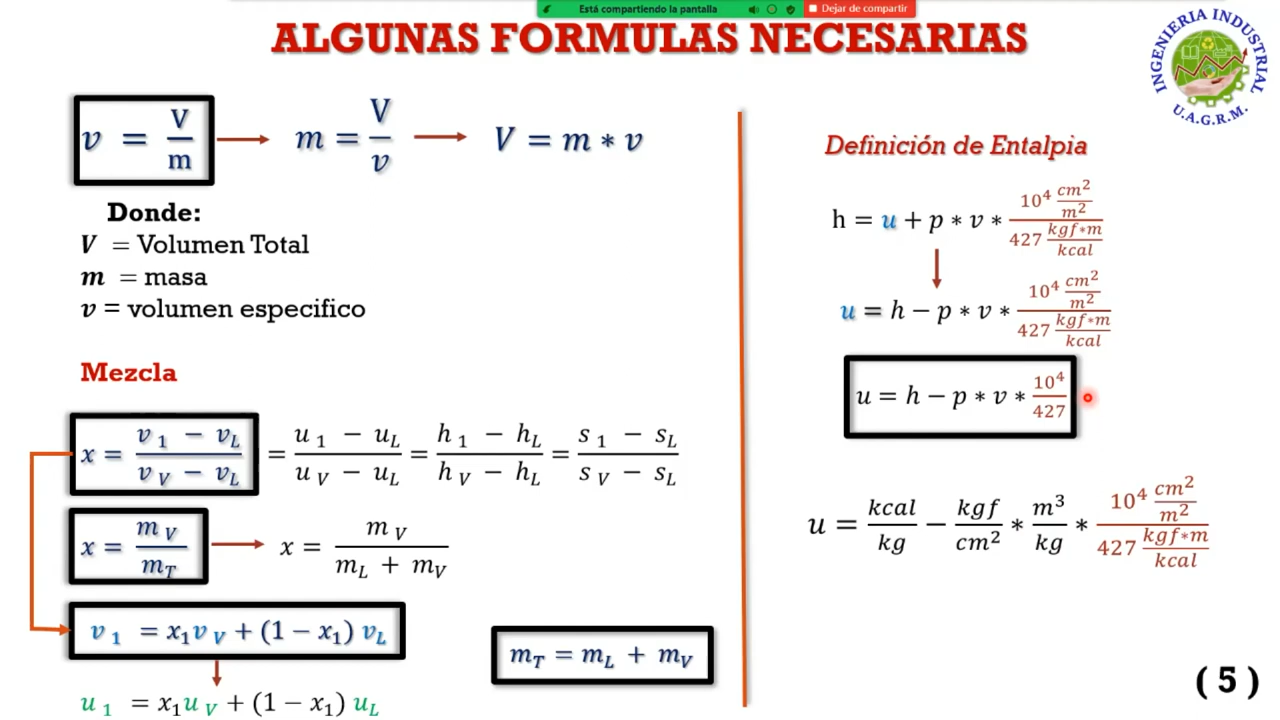 Está compartiendo la pantalla Dejar de compartir
ALGUNAS FORMULAS NECESARIAS
INGENIERIA INDUSTRIAL
U.A.G.R.M.
v = V/m → m = V/v → V = m * v
Donde:
V = Volumen Total
m = masa
v = volumen especifico
Mezcla
x = (v₁ − v_L)/(v_V − v_L) = (u₁ − u_L)/(u_V − u_L) = (h₁ − h_L)/(h_V − h_L) = (s₁ − s_L)/(s_V − s_L)
x = m_V/m_T → x = m_V/(m_L + m_V)
v₁ = x₁v_V + (1 − x₁) v_L
u₁ = x₁u_V + (1 − x₁) u_L
m_T = m_L + m_V
Definición de Entalpia
h = u + p * v * (10⁴ cm²/m²)/(427 kgf*m/kcal)
u = h − p * v * (10⁴ cm²/m²)/(427 kgf*m/kcal)
u = h − p * v * 10⁴/427
u = kcal/kg − kgf/cm² * m³/kg * (10⁴ cm²/m²)/(427 kgf*m/kcal)
( 5 )